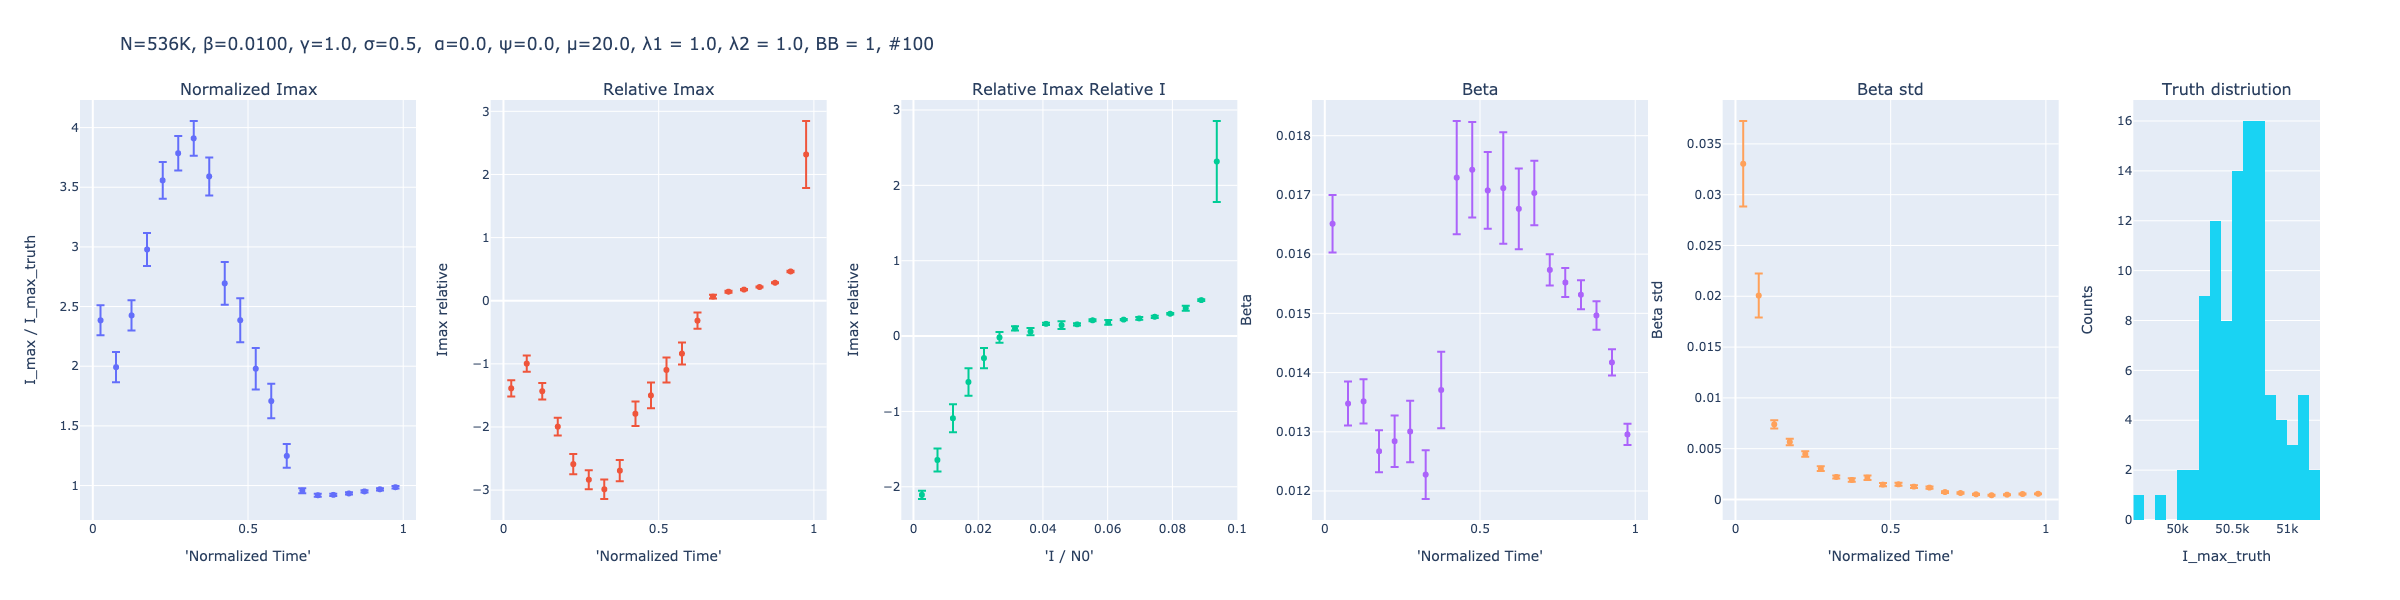 N=536K, β=0.0100, γ=1.0, σ=0.5, α=0.0, ψ=0.0, μ=20.0, λ1 = 1.0, λ2 = 1.0, BB = 1, #100
Normalized Imax
I_max / I_max_truth
4
3.5
3
2.5
2
1.5
1
0
0.5
1
'Normalized Time'
Relative Imax
Imax relative
3
2
1
0
−1
−2
−3
0
0.5
1
'Normalized Time'
Relative Imax Relative I
Imax relative
3
2
1
0
−1
−2
0
0.02
0.04
0.06
0.08
0.1
'I / N0'
Beta
Beta
0.018
0.017
0.016
0.015
0.014
0.013
0.012
0
0.5
1
'Normalized Time'
Beta std
Beta std
0.035
0.03
0.025
0.02
0.015
0.01
0.005
0
0
0.5
1
'Normalized Time'
Truth distriution
Counts
16
14
12
10
8
6
4
2
0
50k
50.5k
51k
I_max_truth